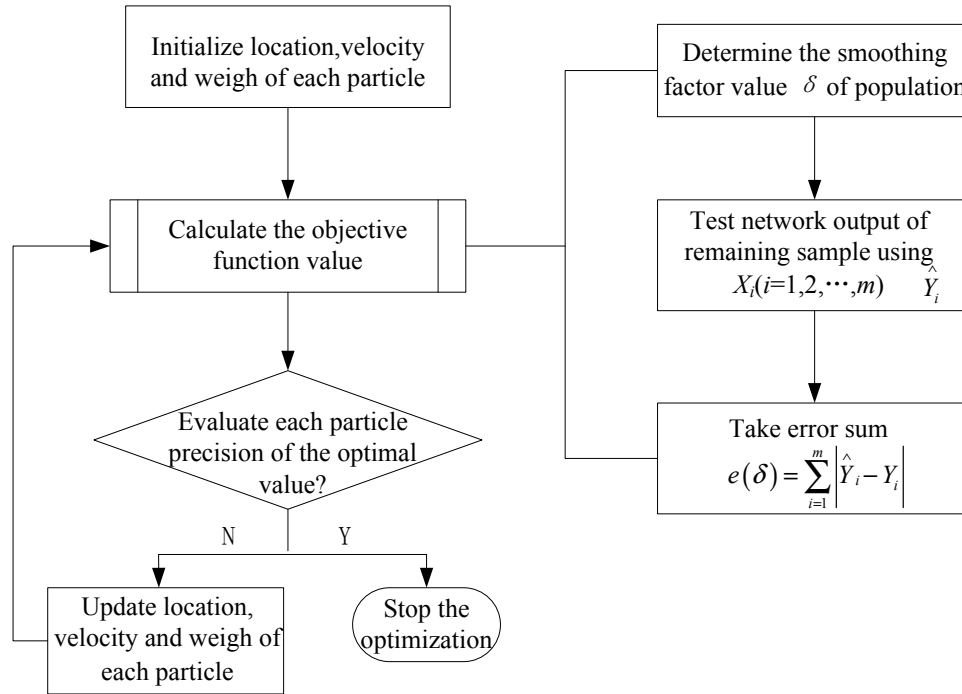 Initialize location,velocity
and weigh of each particle
Calculate the objective
function value
Evaluate each particle
precision of the optimal
value?
N Y
Update location,
velocity and weigh of
each particle
Stop the
optimization
Determine the smoothing
factor value δ of population
Test network output of
remaining sample using
X_i(i=1,2,⋯,m) Ŷ_i
Take error sum
e(δ) = ∑_{i=1}^{m} |Ŷ_i − Y_i|